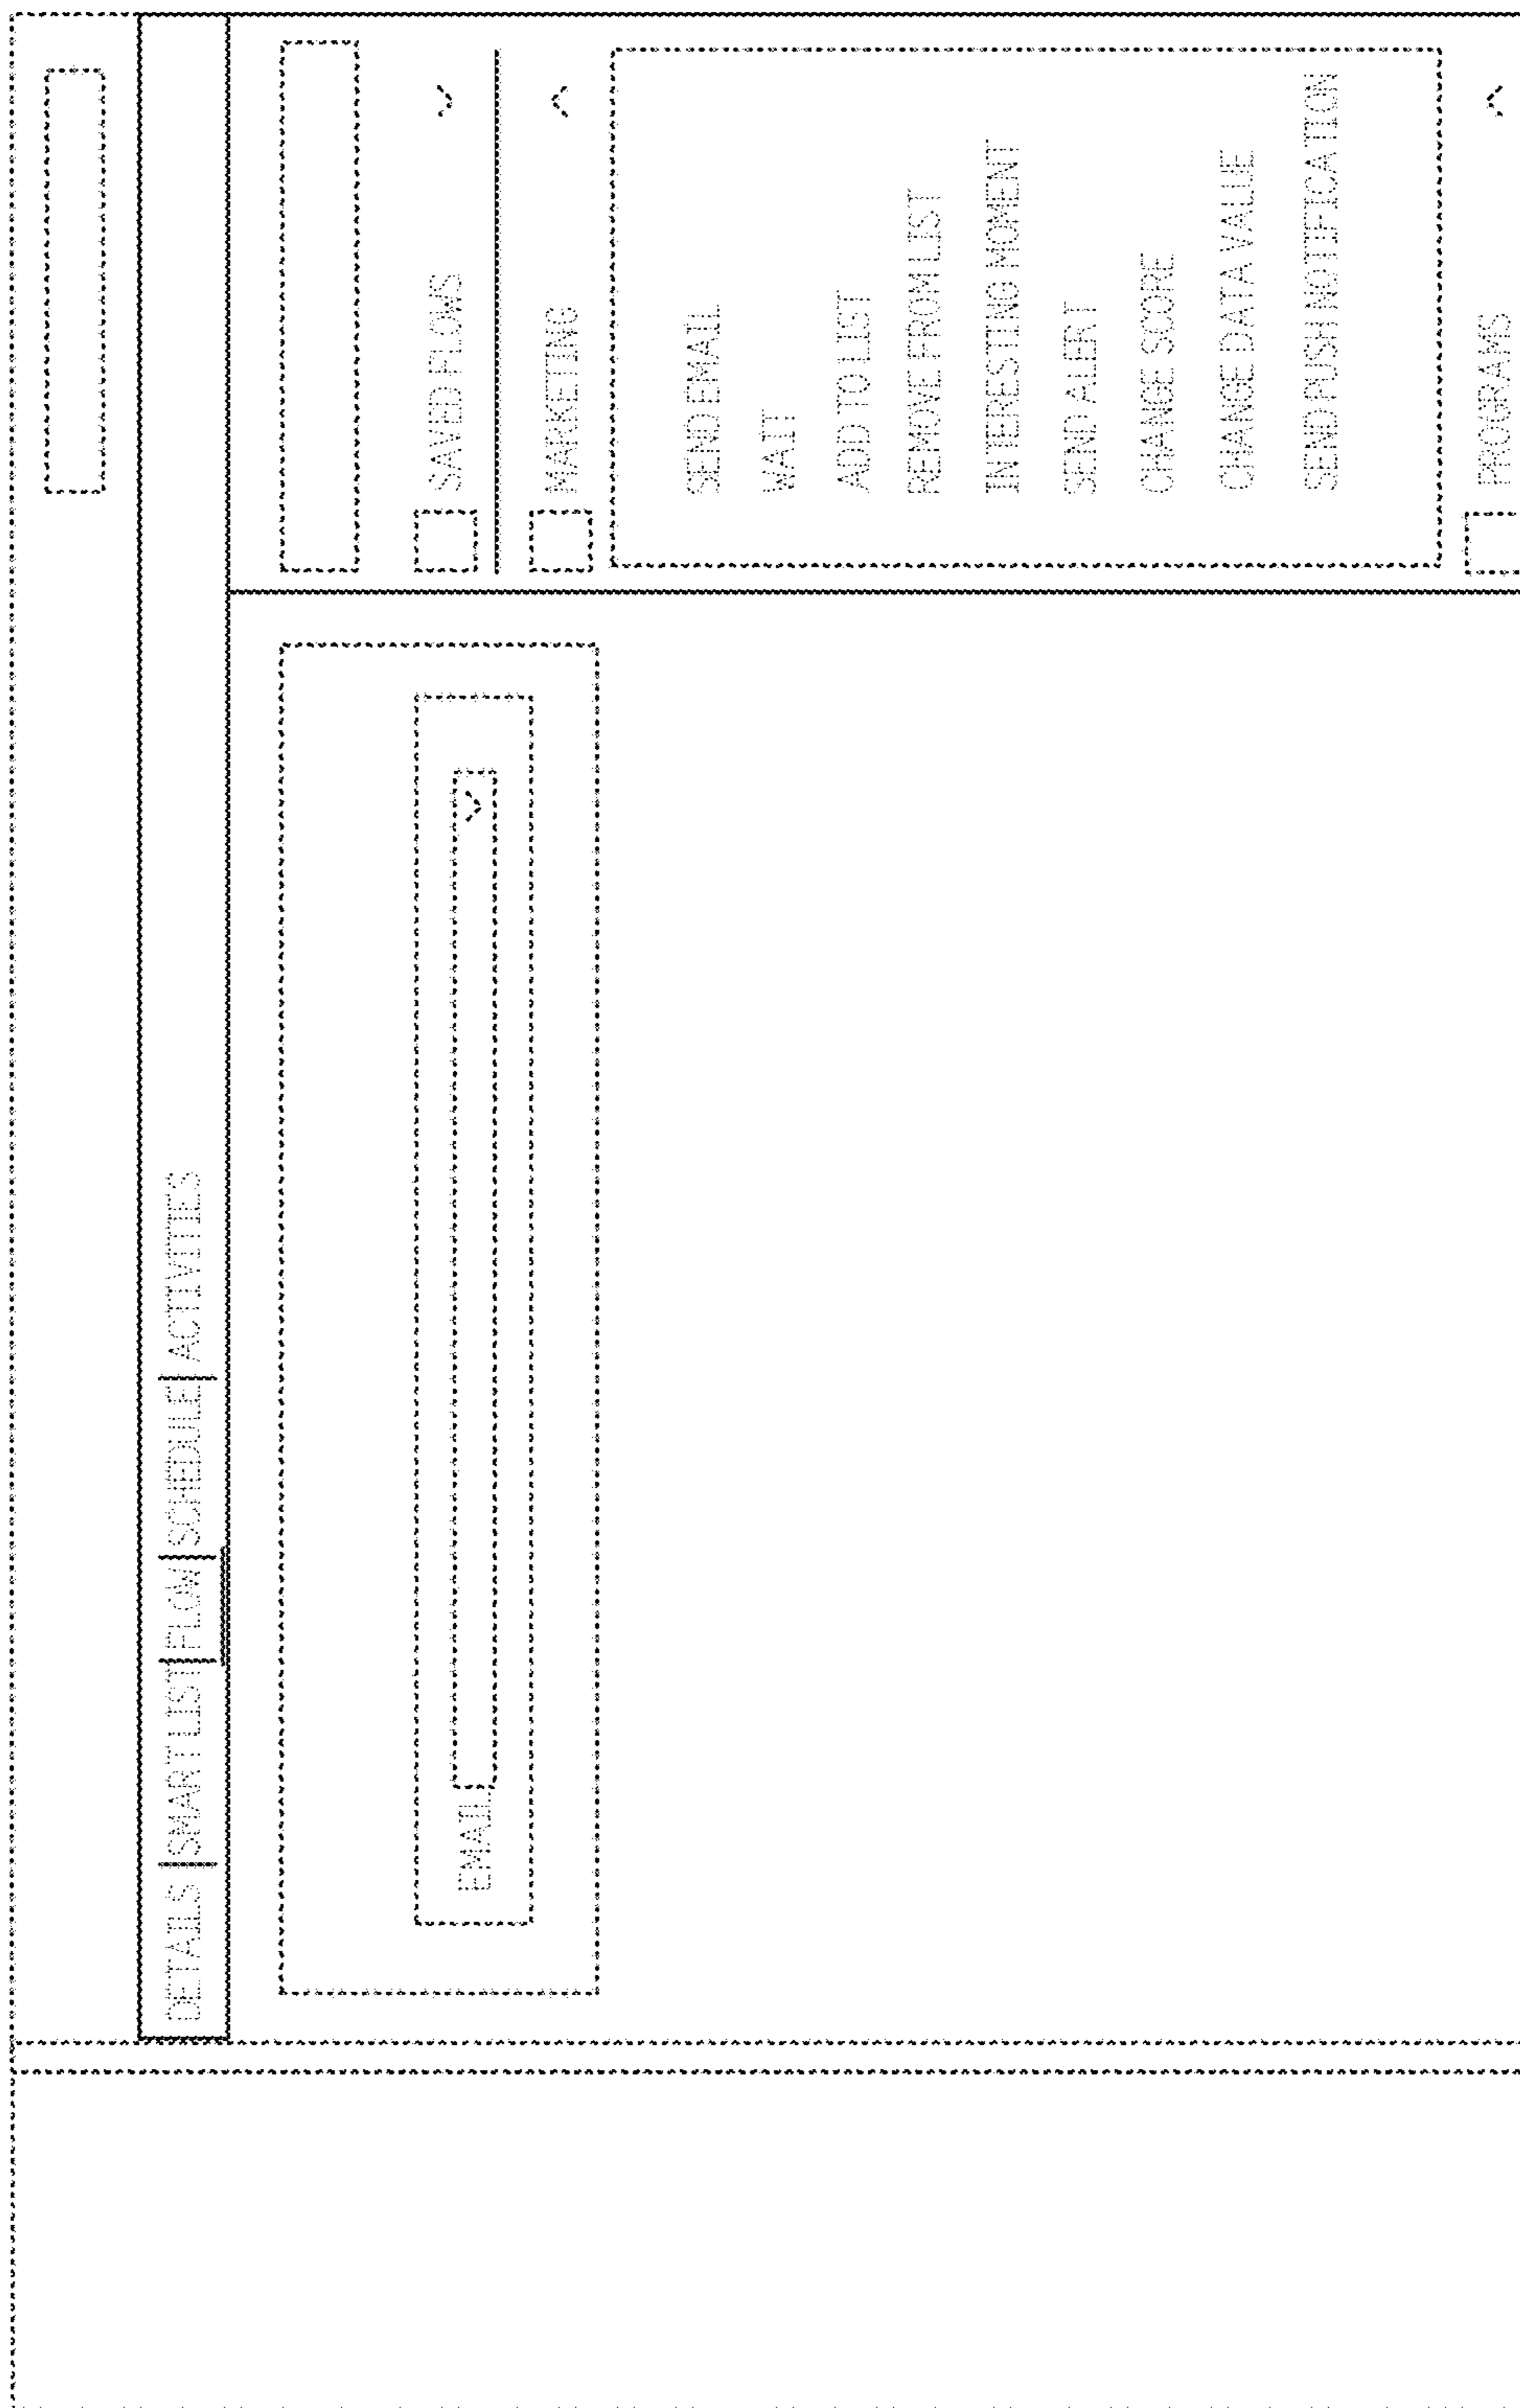 DETAILS SMART LIST FLOW SCHEDULE ACTIVITIES
SAVED FLOWS
EMAIL
MARKETING
SEND EMAIL
WAIT
ADD TO LIST
REMOVE FROM LIST
INTERESTING MOMENT
SEND ALERT
CHANGE SCORE
CHANGE DATA VALUE
SEND PUSH NOTIFICATION
PROGRAMS